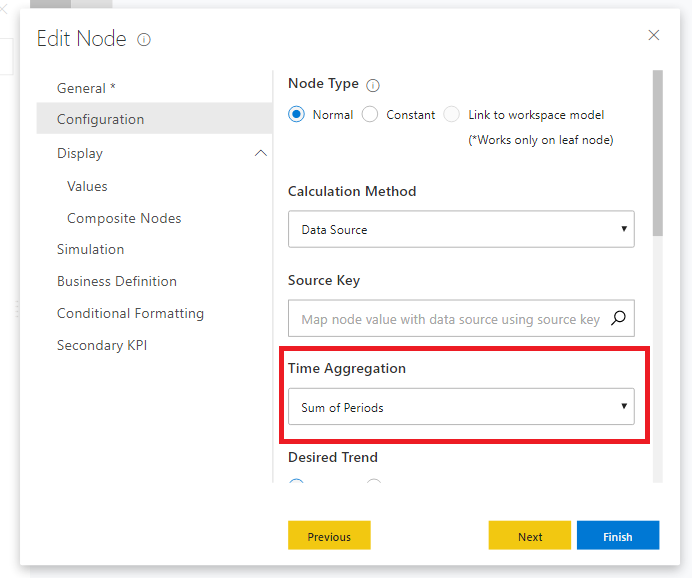 Edit Node
General *
Configuration
Display
Values
Composite Nodes
Simulation
Business Definition
Conditional Formatting
Secondary KPI
Node Type
Normal Constant Link to workspace model
(*Works only on leaf node)
Calculation Method
Data Source
Source Key
Map node value with data source using source key
Time Aggregation
Sum of Periods
Desired Trend
Previous Next Finish